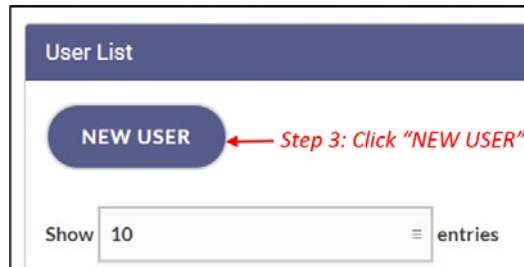 User List
NEW USER Step 3: Click "NEW USER"
Show 10 entries